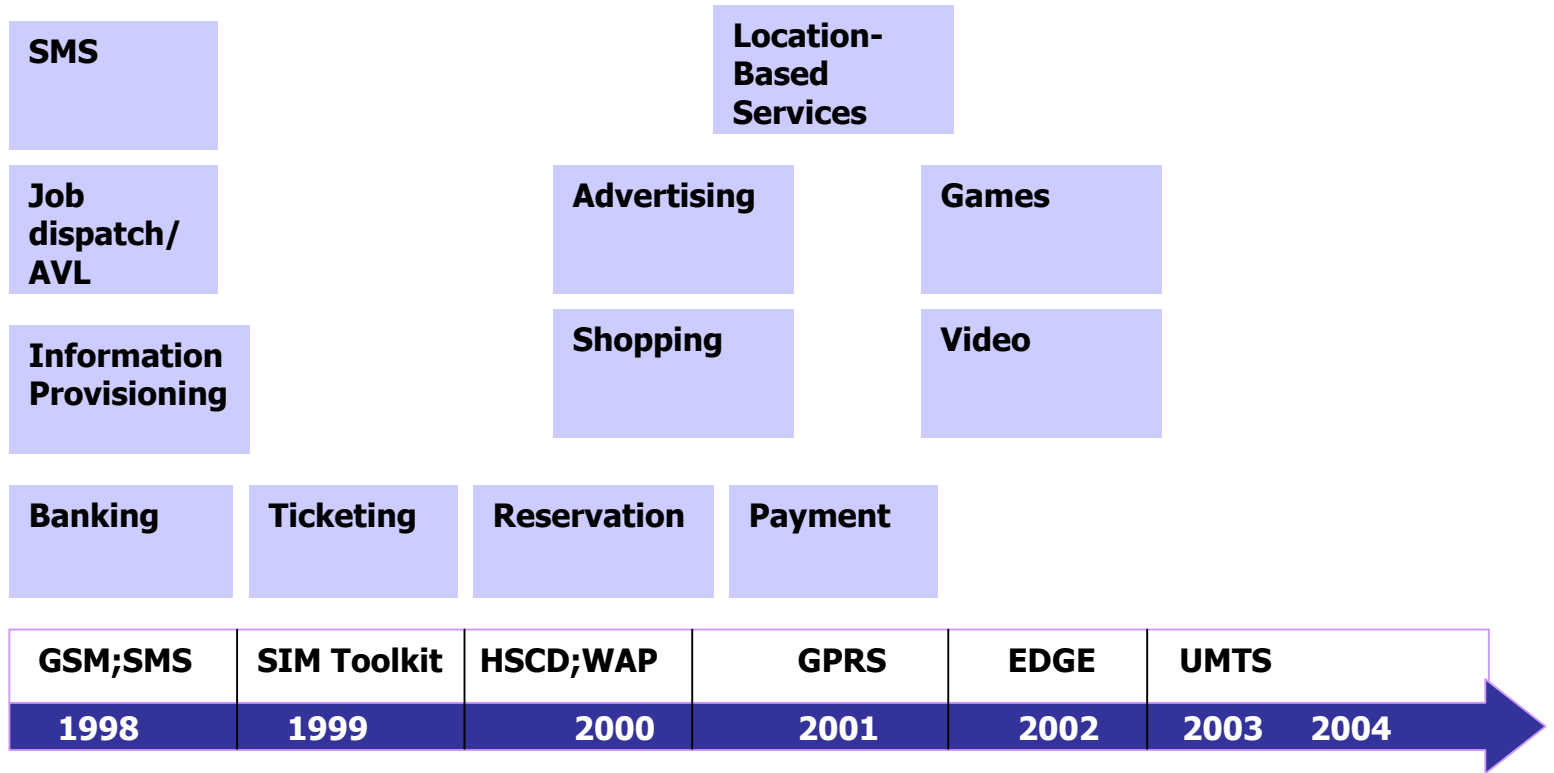 SMS
Location-
Based
Services
Job
dispatch/
AVL
Advertising
Games
Information
Provisioning
Shopping
Video
Banking
Ticketing
Reservation
Payment
GSM;SMS
SIM Toolkit
HSCD;WAP
GPRS
EDGE
UMTS
1998
1999
2000
2001
2002
2003
2004